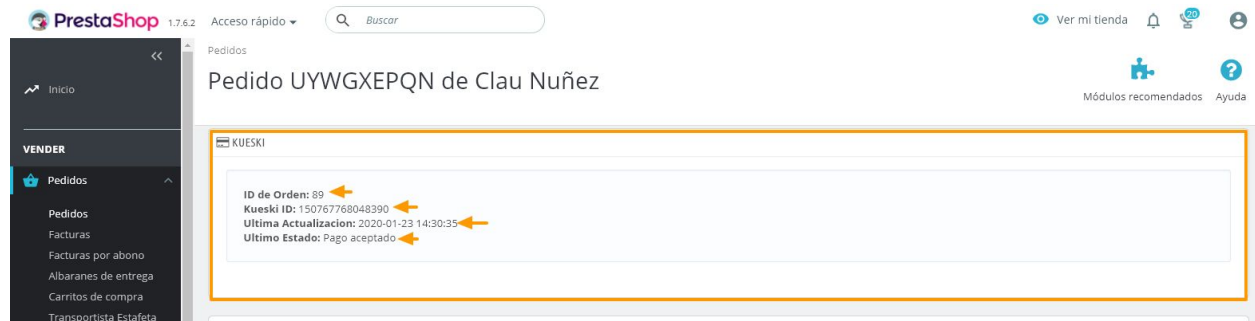 PrestaShop 1.7.6.2 Acceso rápido Buscar Ver mi tienda 20
<<
Pedidos
Pedido UYWGXEPQN de Clau Nuñez
Módulos recomendados Ayuda
Inicio
VENDER
Pedidos
Pedidos
Facturas
Facturas por abono
Albaranes de entrega
Carritos de compra
Transportista Estafeta
KUESKI
ID de Orden: 89
Kueski ID: 150767768048390
Ultima Actualizacion: 2020-01-23 14:30:35
Ultimo Estado: Pago aceptado